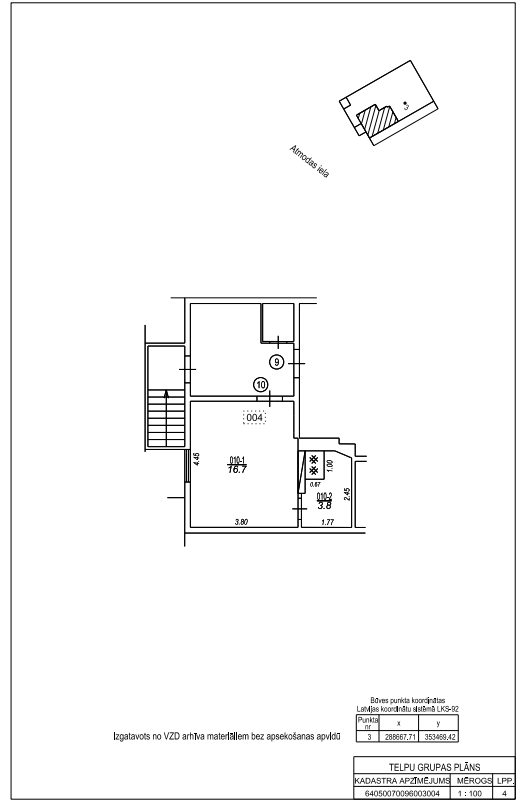 3
Atmodas iela
9
10
004
010-1
16.7
4.45
3.80
1.00
0.67
010-2
3.8
2.45
1.77
Būves punkta koordinātas
Latvijas koordinātu sistēmā LKS-92
Punkta nr x y
3 288667,71 353469,42
Izgatavots no VZD arhīva materiāliem bez apsekošanas apvidū
TELPU GRUPAS PLĀNS
KADASTRA APZĪMĒJUMS MĒROGS LPP.
64050070096003004 1 : 100 4